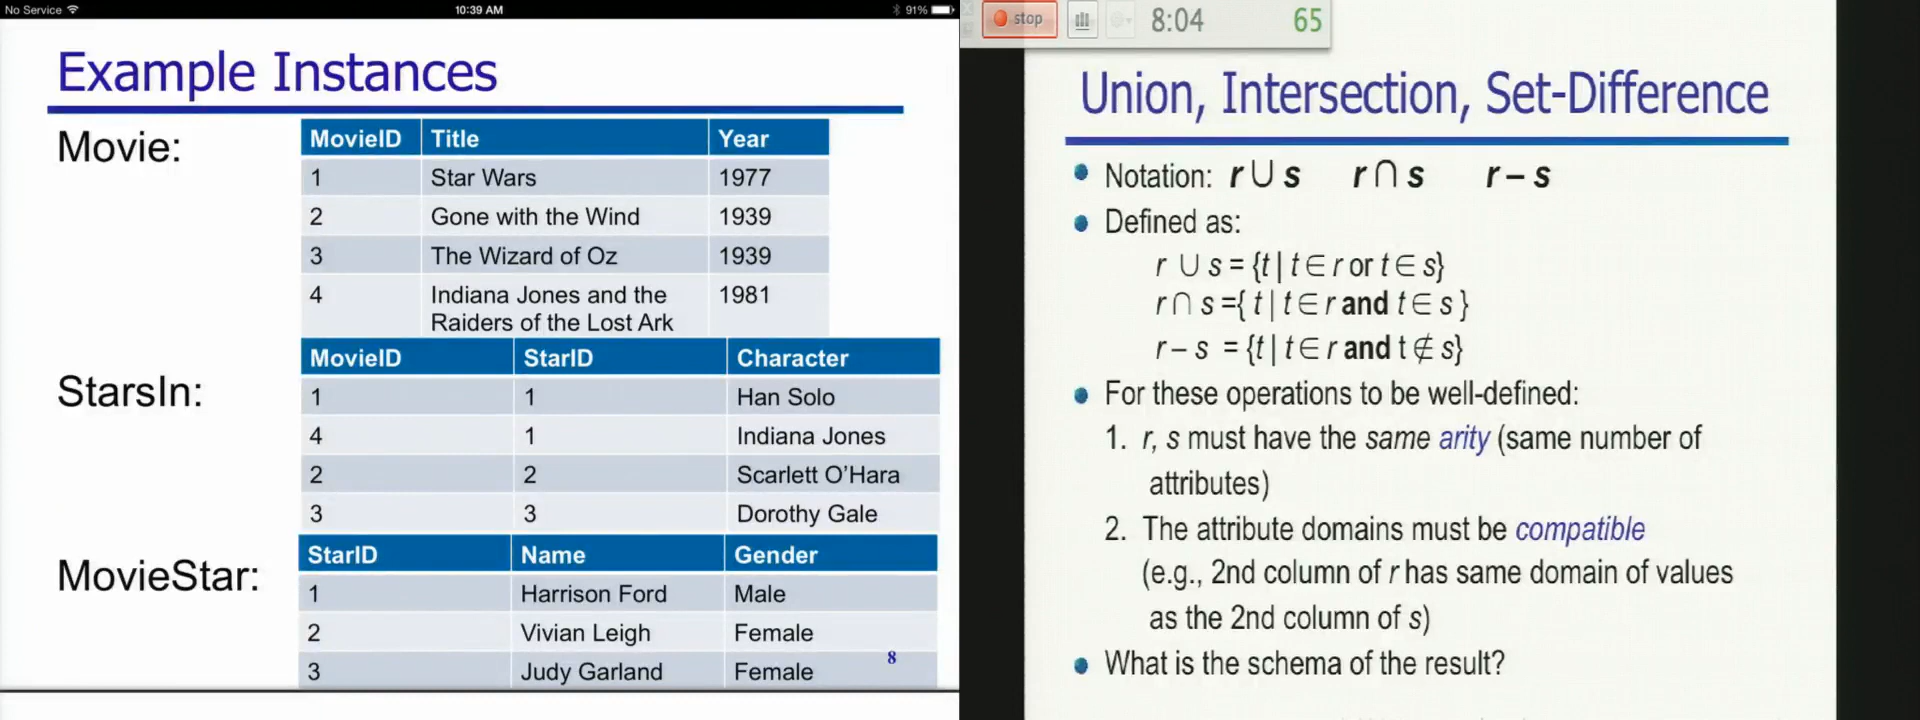 No Service
10:39 AM
91%
Example Instances
Movie:
MovieID Title Year
1 Star Wars 1977
2 Gone with the Wind 1939
3 The Wizard of Oz 1939
4 Indiana Jones and the 1981
Raiders of the Lost Ark
StarsIn:
MovieID StarID Character
1 1 Han Solo
4 1 Indiana Jones
2 2 Scarlett O'Hara
3 3 Dorothy Gale
MovieStar:
StarID Name Gender
1 Harrison Ford Male
2 Vivian Leigh Female
3 Judy Garland Female
8
stop 8:04 65
Union, Intersection, Set-Difference
Notation: r ∪ s r ∩ s r – s
Defined as:
r ∪ s = {t | t ∈ r or t ∈ s}
r ∩ s ={ t | t ∈ r and t ∈ s }
r – s = {t | t ∈ r and t ∉ s}
For these operations to be well-defined:
1. r, s must have the same arity (same number of
attributes)
2. The attribute domains must be compatible
(e.g., 2nd column of r has same domain of values
as the 2nd column of s)
What is the schema of the result?